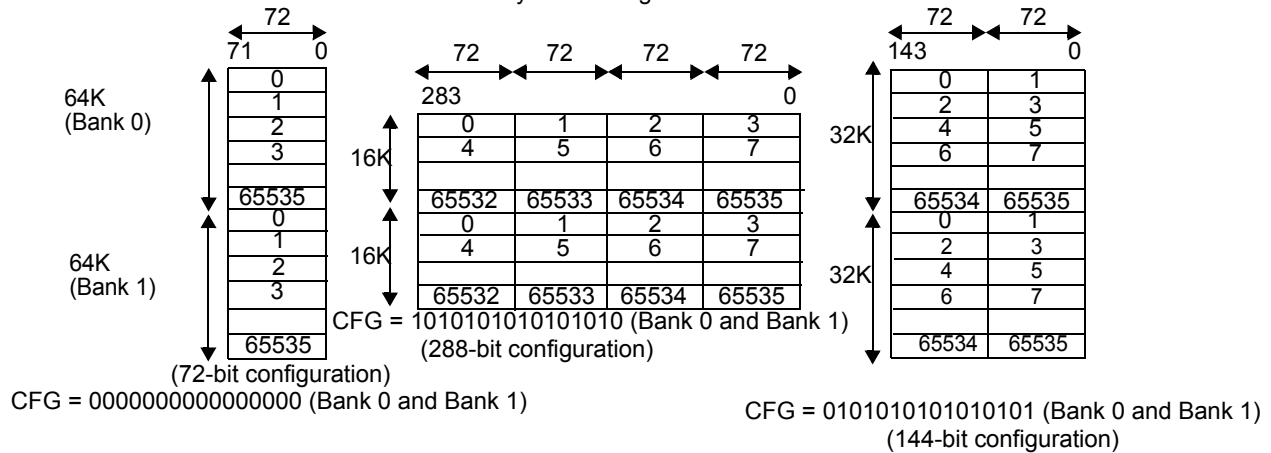 72
71 0
64K
(Bank 0)
0
1
2
3
65535
64K
(Bank 1)
0
1
2
3
65535
(72-bit configuration)
CFG = 0000000000000000 (Bank 0 and Bank 1)
72 72 72 72
283 0
16K
0 1 2 3
4 5 6 7
65532 65533 65534 65535
16K
0 1 2 3
4 5 6 7
65532 65533 65534 65535
CFG = 1010101010101010 (Bank 0 and Bank 1)
(288-bit configuration)
72 72
143 0
32K
0 1
2 3
4 5
6 7
65534 65535
32K
0 1
2 3
4 5
6 7
65534 65535
CFG = 0101010101010101 (Bank 0 and Bank 1)
(144-bit configuration)